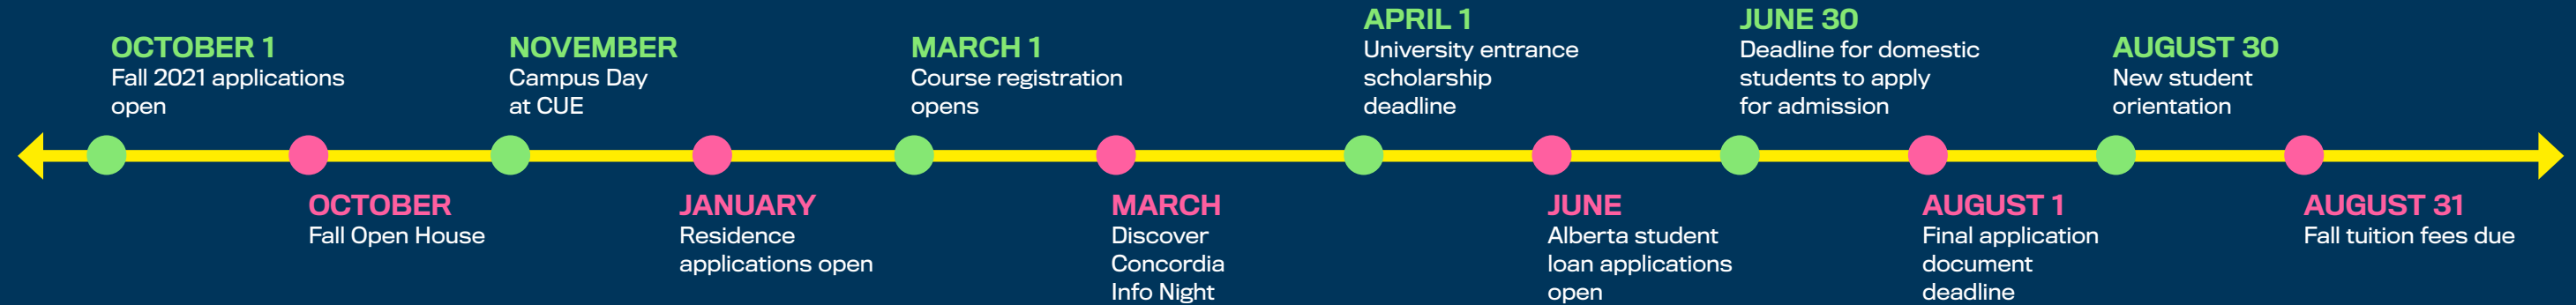 OCTOBER 1
Fall 2021 applications
open
OCTOBER
Fall Open House
NOVEMBER
Campus Day
at CUE
JANUARY
Residence
applications open
MARCH 1
Course registration
opens
MARCH
Discover
Concordia
Info Night
APRIL 1
University entrance
scholarship
deadline
JUNE
Alberta student
loan applications
open
JUNE 30
Deadline for domestic
students to apply
for admission
AUGUST 1
Final application
document
deadline
AUGUST 30
New student
orientation
AUGUST 31
Fall tuition fees due